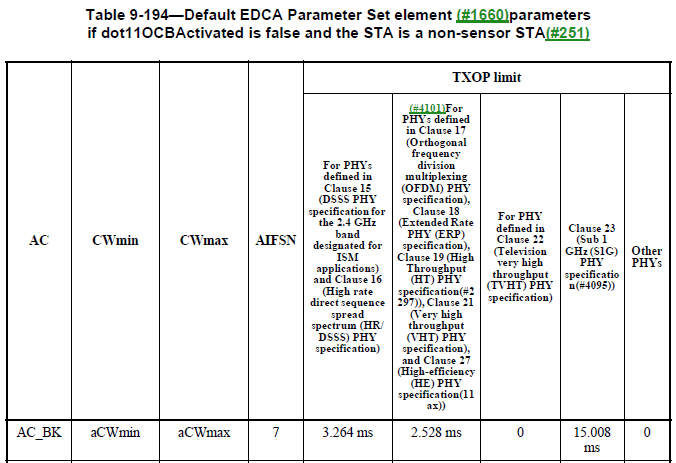 Table 9-194—Default EDCA Parameter Set element (#1660)parameters
if dot11OCBActivated is false and the STA is a non-sensor STA(#251)
AC
CWmin
CWmax
AIFSN
TXOP limit
For PHYs
defined in
Clause 15
(DSSS PHY
specification for
the 2.4 GHz
band
designated for
ISM
applications)
and Clause 16
(High rate
direct sequence
spread
spectrum (HR/
DSSS) PHY
specification)
(#4101)For
PHYs defined
in Clause 17
(Orthogonal
frequency
division
multiplexing
(OFDM) PHY
specification),
Clause 18
(Extended Rate
PHY (ERP)
specification),
Clause 19 (High
Throughput
(HT) PHY
specification(#2
297)), Clause 21
(Very high
throughput
(VHT) PHY
specification),
and Clause 27
(High-efficiency
(HE) PHY
specification(11
ax))
For PHY
defined in
Clause 22
(Television
very high
throughput
(TVHT) PHY
specification)
Clause 23
(Sub 1
GHz (S1G)
PHY
specificatio
n(#4095))
Other
PHYs
AC_BK
aCWmin
aCWmax
7
3.264 ms
2.528 ms
0
15.008
ms
0